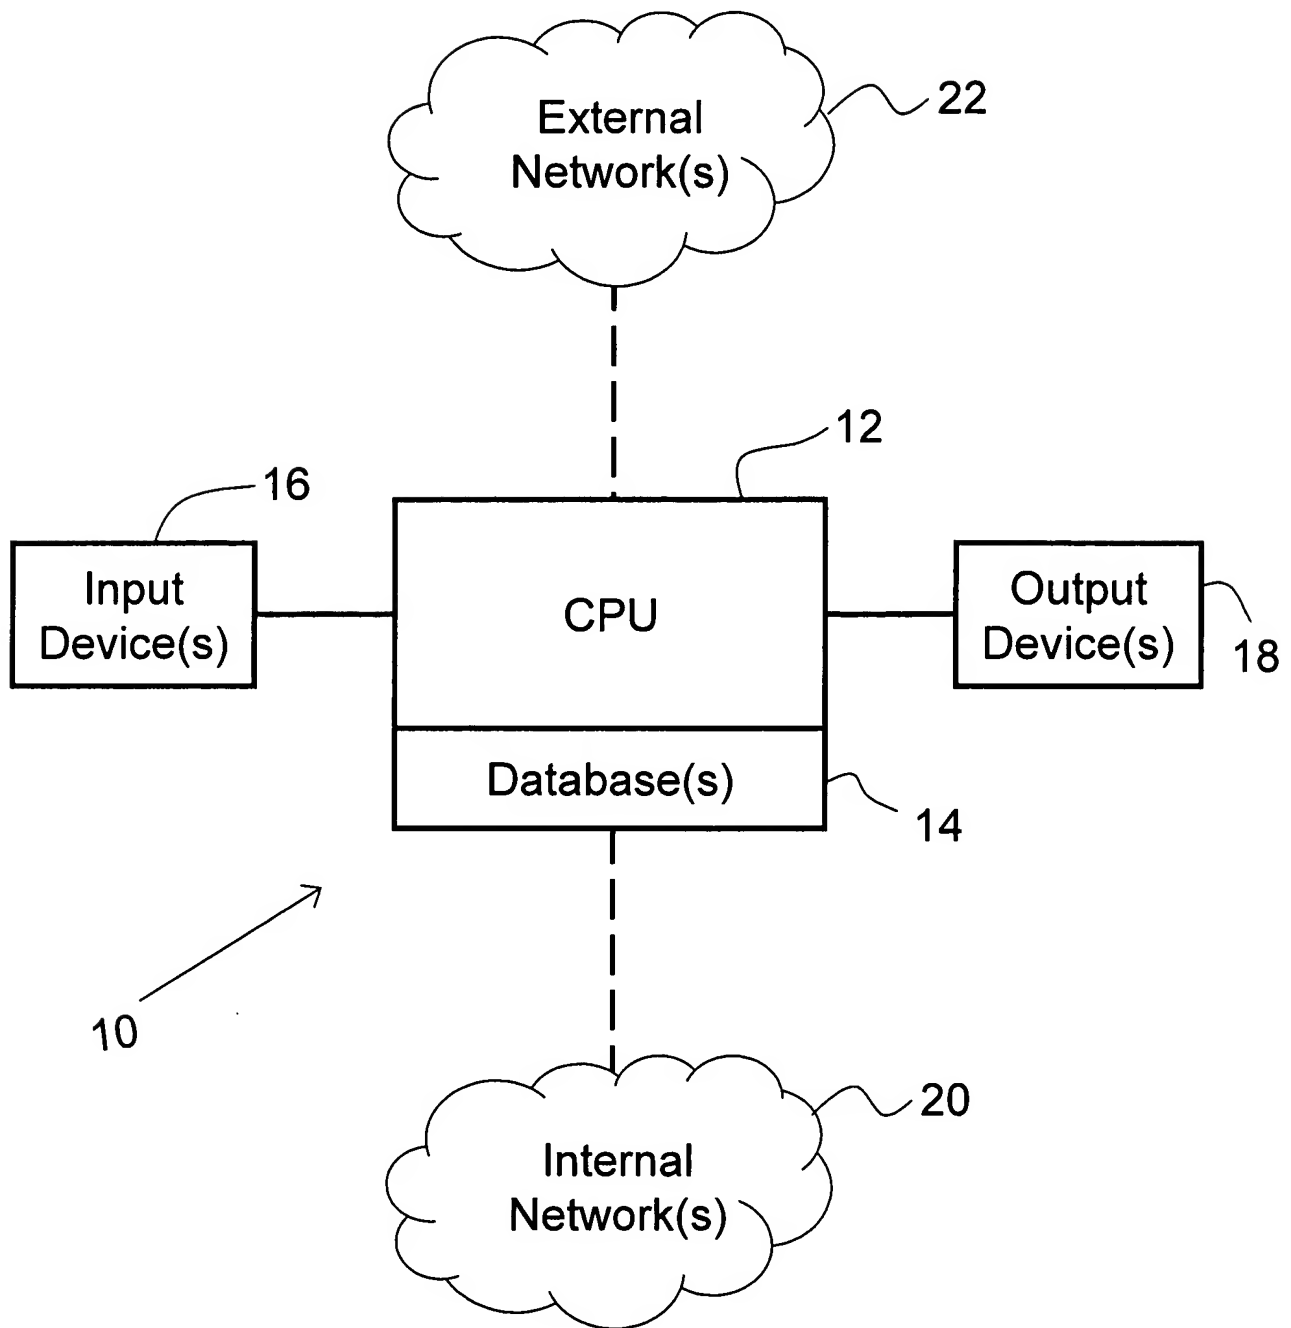 External
Network(s)
22
12
16
Input
Device(s)
CPU
Output
Device(s)
18
Database(s)
14
10
20
Internal
Network(s)